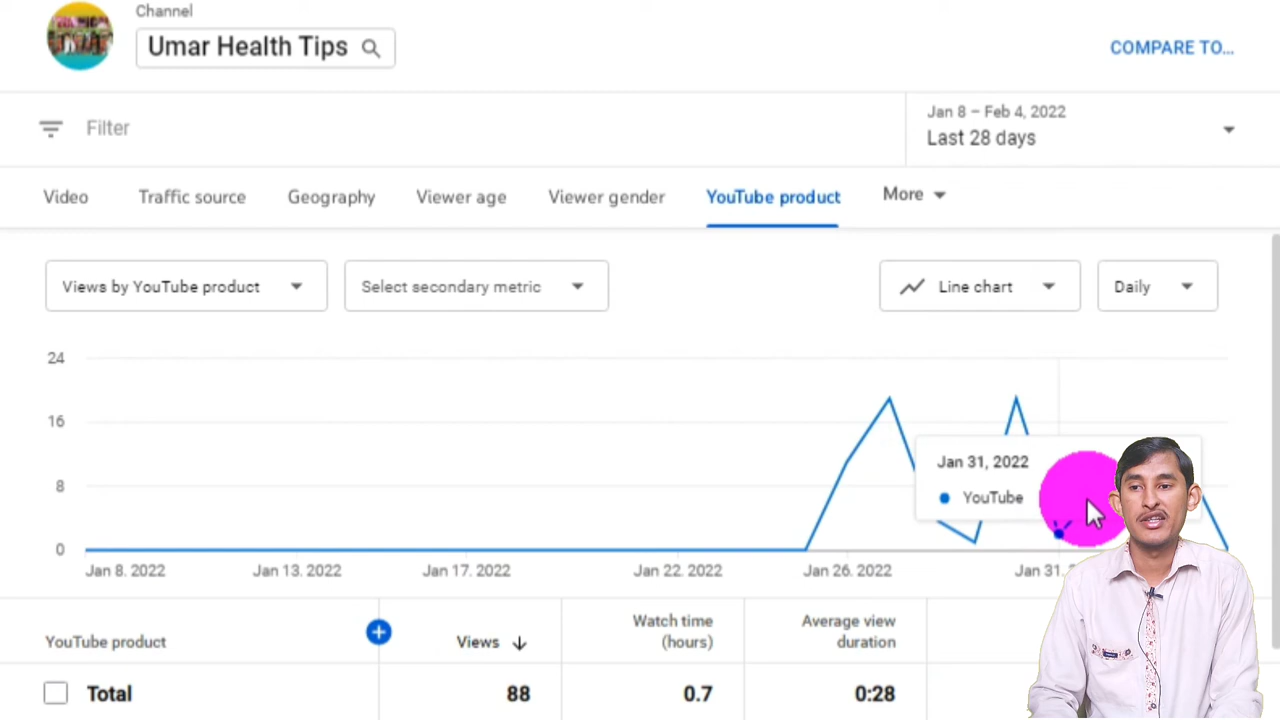 Channel
Umar Health Tips
COMPARE TO...
Filter
Jan 8 – Feb 4, 2022
Last 28 days
Video Traffic source Geography Viewer age Viewer gender YouTube product More
Views by YouTube product Select secondary metric Line chart Daily
24
16
8
0
Jan 31, 2022
YouTube
Jan 8. 2022 Jan 13. 2022 Jan 17. 2022 Jan 22. 2022 Jan 26. 2022 Jan 31.
YouTube product Views Watch time (hours) Average view duration
Total 88 0.7 0:28